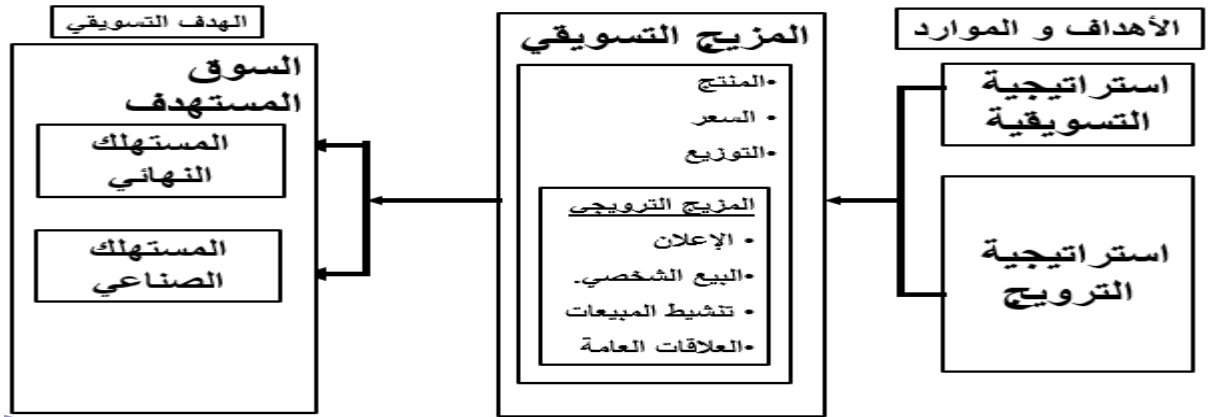 الأهداف و الموارد
استراتيجية
التسويقية
استراتيجية
الترويج
المزيج التسويقي
•المنتج
• السعر
•التوزيع
المزيج الترويجي
• الإعلان
•البيع الشخصي.
• تنشيط المبيعات
•العلاقات العامة
الهدف التسويقي
السوق
المستهدف
المستهلك
النهائي
المستهلك
الصناعي